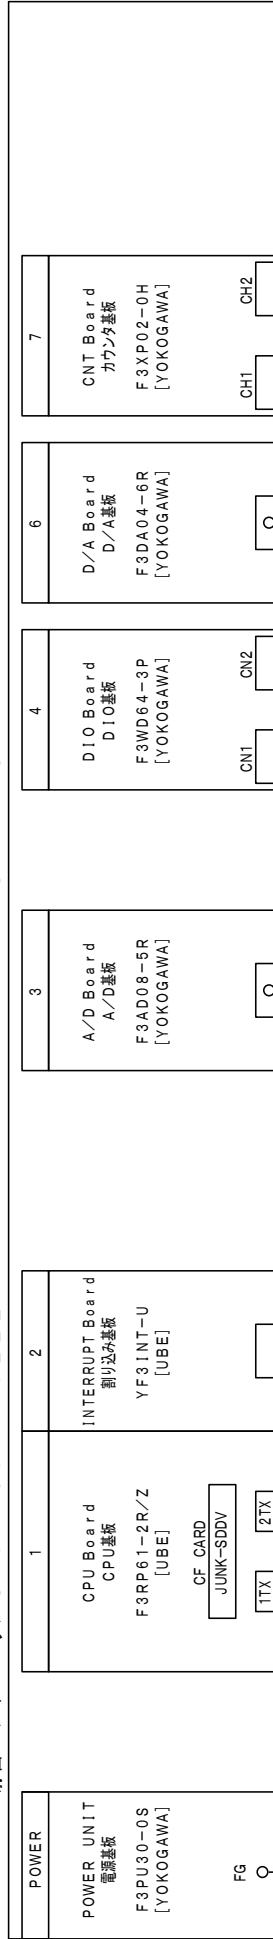 POWER
POWER UNIT
電源基板
F3PU30-0S
[YOKOGAWA]
FG
1
CPU Board
CPU基板
F3RP61-2R/Z
[UBE]
CF CARD
JUNK-SDDV
1TX
2TX
2
INTERRUPT Board
割り込み基板
YF3INT-U
[UBE]
3
A/D Board
A/D基板
F3AD08-5R
[YOKOGAWA]
4
DIO Board
DIO基板
F3WD64-3P
[YOKOGAWA]
CN1
CN2
6
D/A Board
D/A基板
F3DA04-6R
[YOKOGAWA]
7
CNT Board
カウンタ基板
F3XP02-0H
[YOKOGAWA]
CH1
CH2